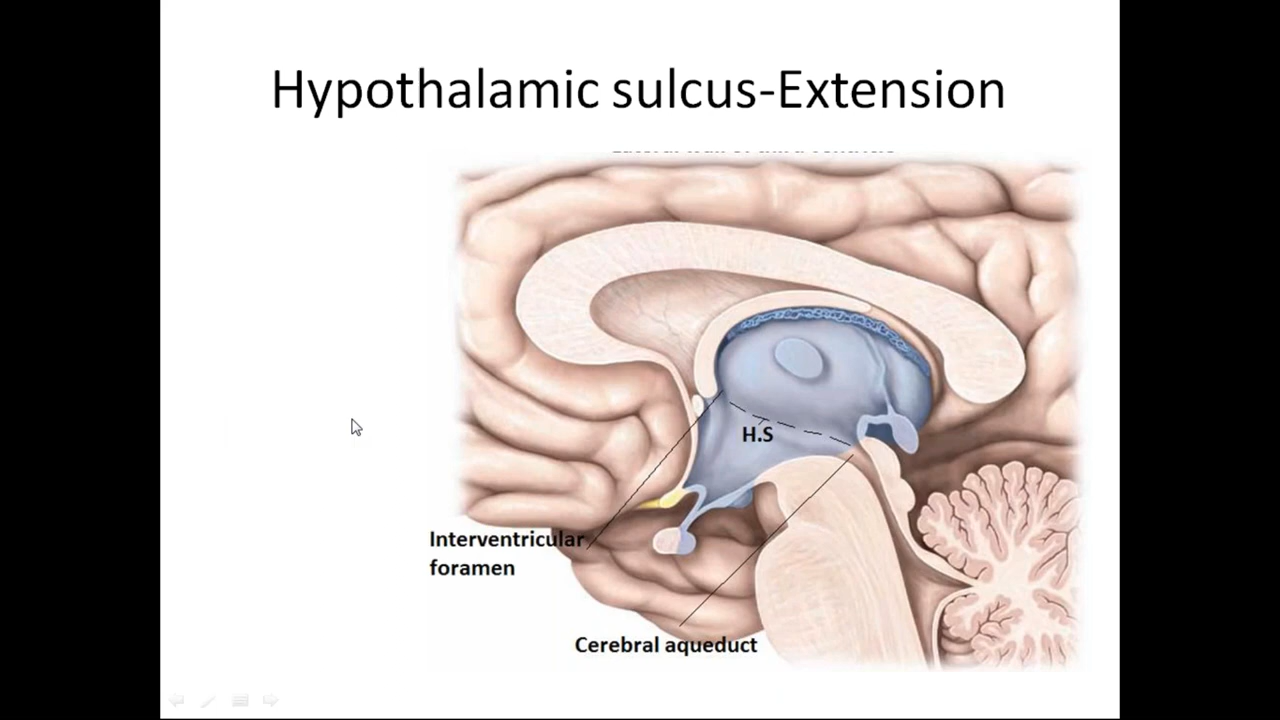 Hypothalamic sulcus-Extension
H.S
Interventricular
foramen
Cerebral aqueduct